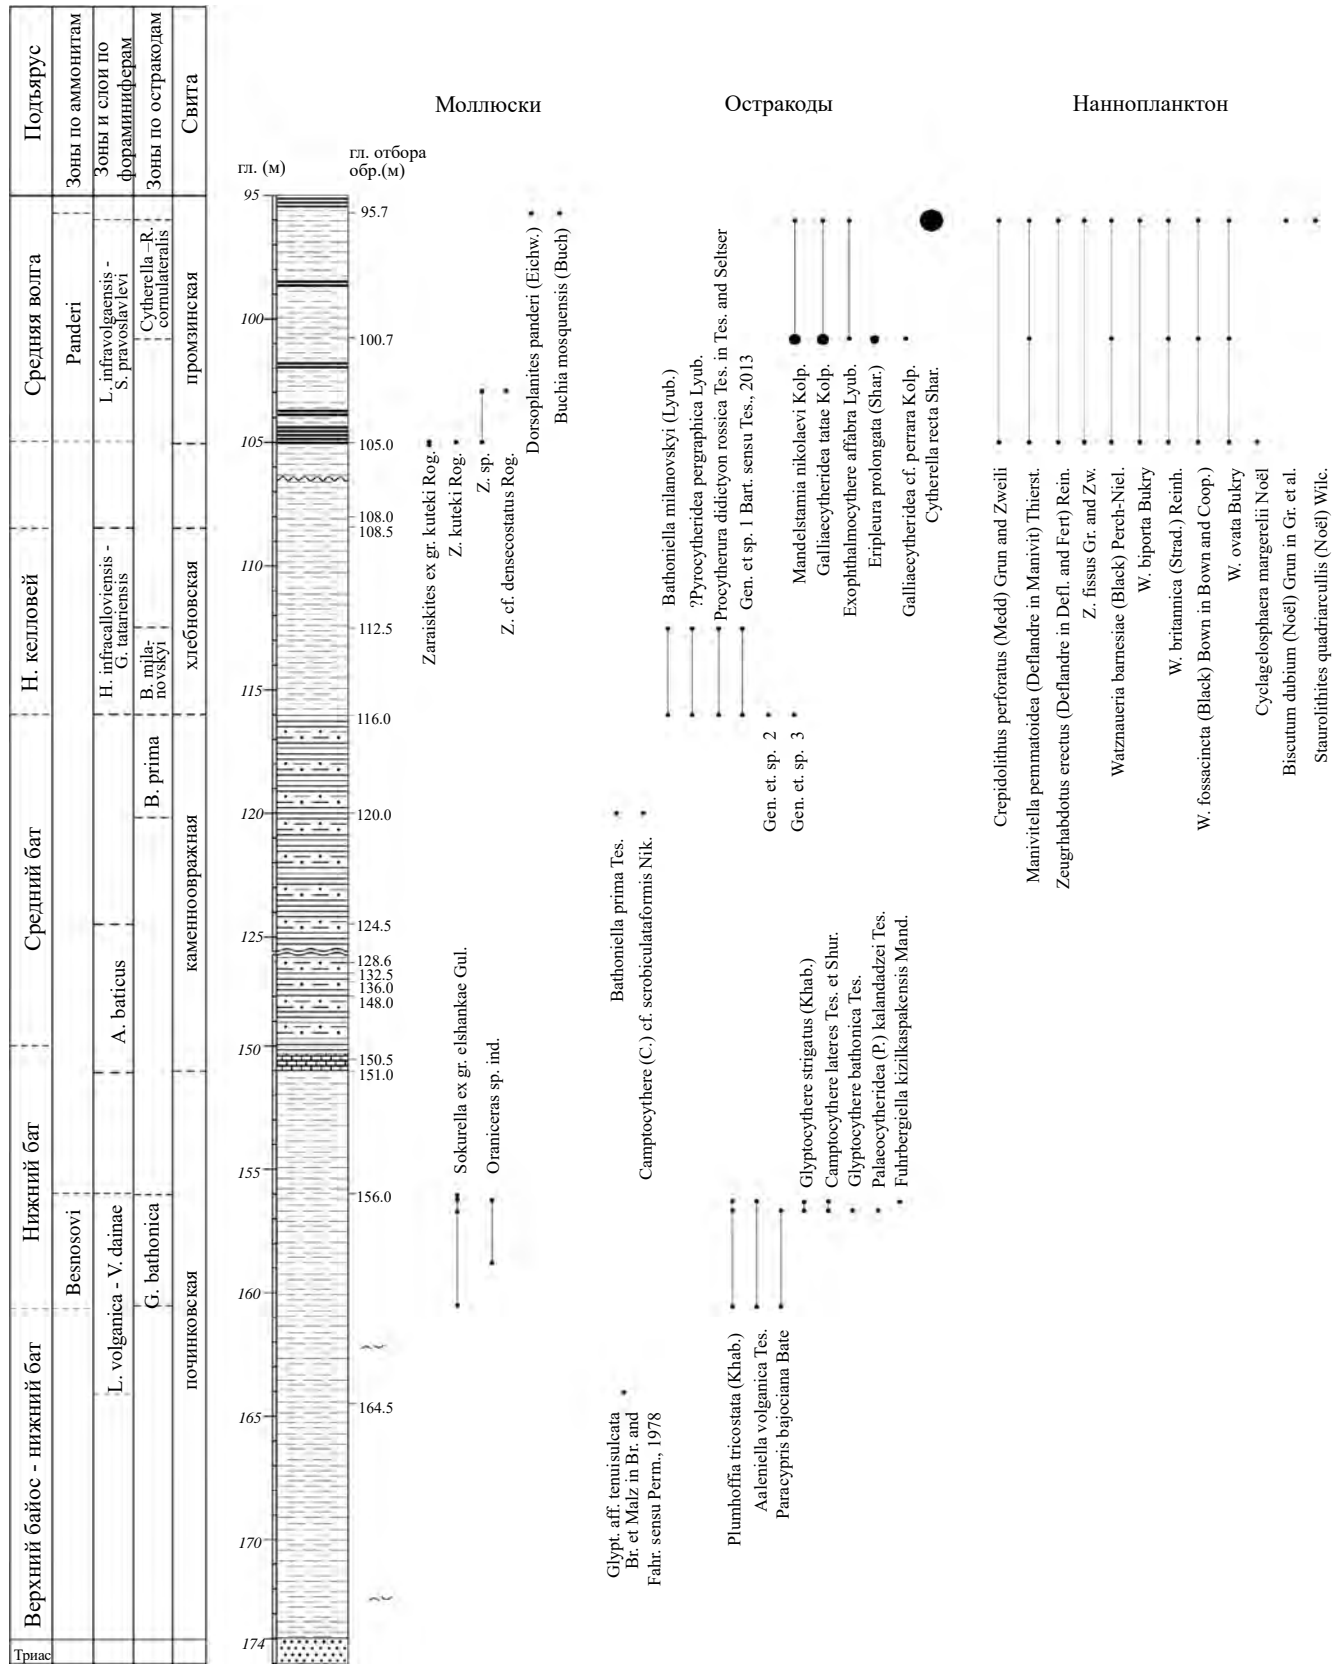 Подъярус
Зоны по аммонитам
Зоны и слои по
фораминиферам
Зоны по остракодам
Свита
Моллюски
Остракоды
Наннопланктон
гл. (м)
гл. отбора
обр.(м)
Средняя волга
Н. келловей
Средний бат
Нижний бат
Верхний байос - нижний бат
Триас
Panderi
Besnosovi
L. infravolgaensis -
S. pravoslavlevi
H. infracalloviensis -
G. tatariensis
A. baticus
L. volganica - V. dainae
Cytherella –R.
cornulateralis
B. mila-
novskyi
B. prima
G. bathonica
промзинская
хлебновская
каменноовражная
починковская
95
100
105
110
115
120
125
150
155
160
165
170
174
95.7
100.7
105.0
108.0
108.5
112.5
116.0
120.0
124.5
128.6
132.5
136.0
148.0
150.5
151.0
156.0
164.5
Zaraiskites ex gr. kuteki Rog.
Z. kuteki Rog.
Z. sp.
Z. cf. densecostatus Rog.
Dorsoplanites panderi (Eichw.)
Buchia mosquensis (Buch)
Sokurella ex gr. elshankae Gul.
Oraniceras sp. ind.
Bathoniella milanovskyi (Lyub.)
?Pyrocytheridea pergraphica Lyub.
Procytherura didictyon rossica Tes. in Tes. and Seltser
Gen. et sp. 1 Bart. sensu Tes., 2013
Gen. et. sp. 2
Gen. et. sp. 3
Mandelstamia nikolaevi Kolp.
Galliaecytheridea tatae Kolp.
Exophthalmocythere affabra Lyub.
Eripleura prolongata (Shar.)
Galliaecytheridea cf. perrara Kolp.
Cytherella recta Shar.
Bathoniella prima Tes.
Camptocythere (C.) cf. scrobiculataformis Nik.
Glyptocythere strigatus (Khab.)
Camptocythere lateres Tes. et Shur.
Glyptocythere bathonica Tes.
Palaeocytheridea (P.) kalandadzei Tes.
Fuhrbergiella kizilkaspakensis Mand.
Plumhoffia tricostata (Khab.)
Aaleniella volganica Tes.
Paracypris bajociana Bate
Glypt. aff. tenuisulcata
Br. et Malz in Br. and
Fahr. sensu Perm., 1978
Crepidolithus perforatus (Medd) Grun and Zweili
Manivitella pemmatoidea (Deflandre in Manivit) Thierst.
Zeugrhabdotus erectus (Deflandre in Defl. and Fert) Rein.
Z. fissus Gr. and Zw.
Watznaueria barnesiae (Black) Perch-Niel.
W. biporta Bukry
W. britannica (Strad.) Reinh.
W. fossacincta (Black) Bown in Bown and Coop.)
W. ovata Bukry
Cyclagelosphaera margerelii Noël
Biscutum dubium (Noël) Grun in Gr. et al.
Staurolithites quadriarcullis (Noël) Wilc.